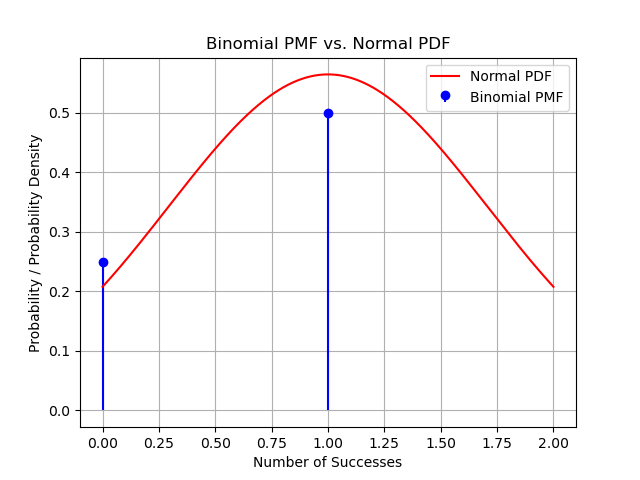 Binomial PMF vs. Normal PDF
Normal PDF
Binomial PMF
Probability / Probability Density
0.5
0.4
0.3
0.2
0.1
0.0
0.00 0.25 0.50 0.75 1.00 1.25 1.50 1.75 2.00
Number of Successes